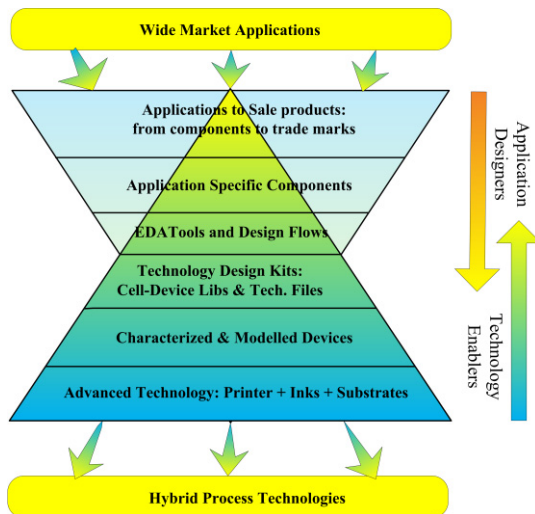 Wide Market Applications
Applications to Sale products:
from components to trade marks
Application Specific Components
EDATools and Design Flows
Technology Design Kits:
Cell-Device Libs & Tech. Files
Characterized & Modelled Devices
Advanced Technology: Printer + Inks + Substrates
Hybrid Process Technologies
Application
Designers
Technology
Enablers